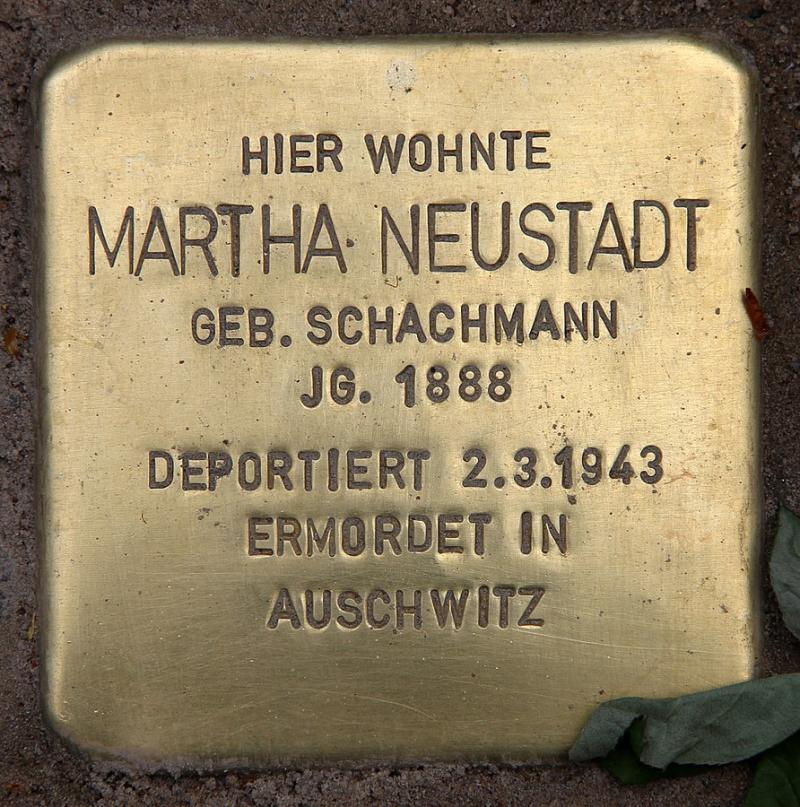 HIER WOHNTE
MARTHA NEUSTADT
GEB. SCHACHMANN
JG. 1888
DEPORTIERT 2.3.1943
ERMORDET IN
AUSCHWITZ